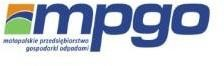 mpgo
małopolskie przedsiębiorstwo
gospodarki odpadami